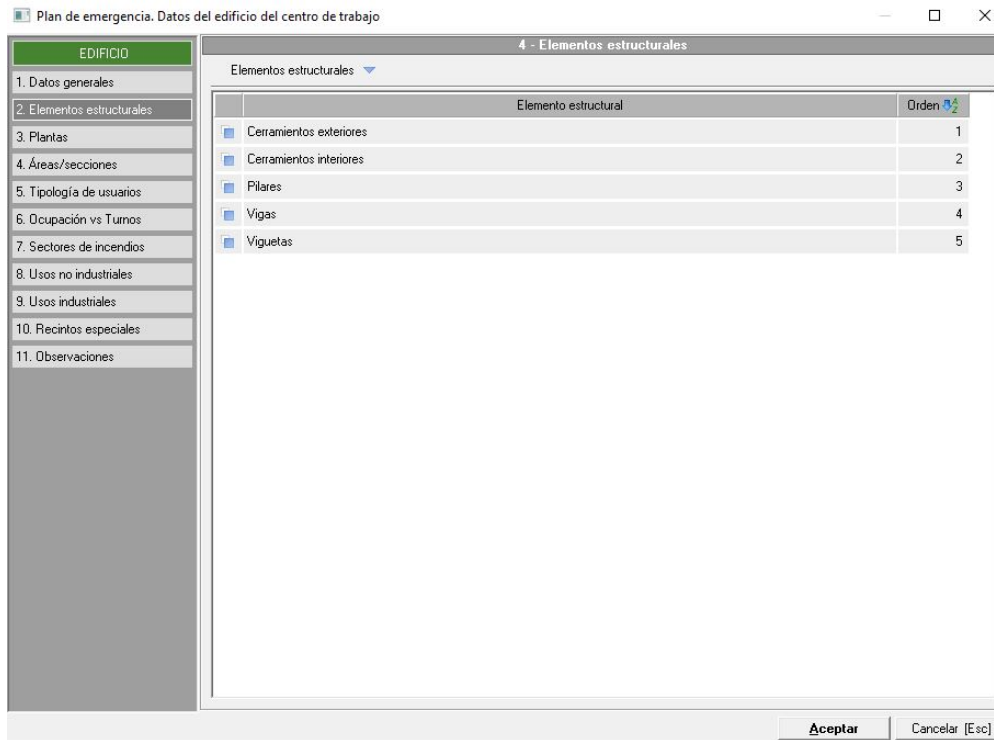 Plan de emergencia. Datos del edificio del centro de trabajo
EDIFICIO
1. Datos generales
2. Elementos estructurales
3. Plantas
4. Áreas/secciones
5. Tipología de usuarios
6. Ocupación vs Turnos
7. Sectores de incendios
8. Usos no industriales
9. Usos industriales
10. Recintos especiales
11. Observaciones
4 - Elementos estructurales
Elementos estructurales
Elemento estructural Orden
Cerramientos exteriores 1
Cerramientos interiores 2
Pilares 3
Vigas 4
Viguetas 5
Aceptar Cancelar [Esc]